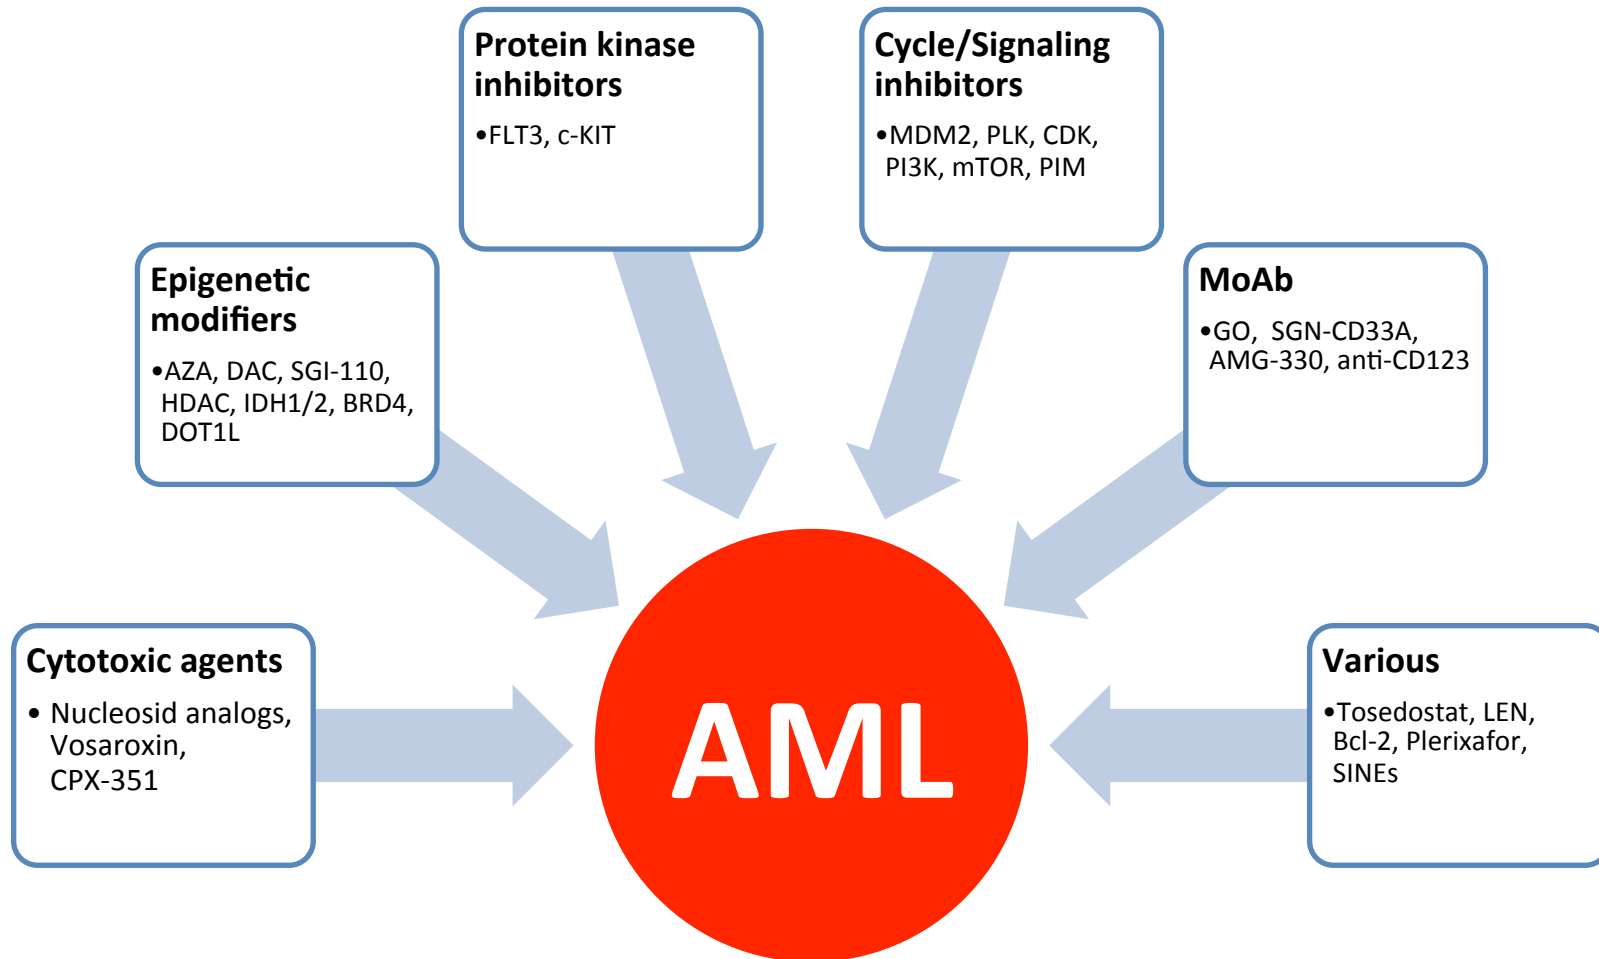 Protein kinase
inhibitors
•FLT3, c-KIT
Cycle/Signaling
inhibitors
•MDM2, PLK, CDK,
PI3K, mTOR, PIM
Epigenetic
modifiers
•AZA, DAC, SGI-110,
HDAC, IDH1/2, BRD4,
DOT1L
MoAb
•GO, SGN-CD33A,
AMG-330, anti-CD123
Cytotoxic agents
• Nucleosid analogs,
Vosaroxin,
CPX-351
AML
Various
•Tosedostat, LEN,
Bcl-2, Plerixafor,
SINEs